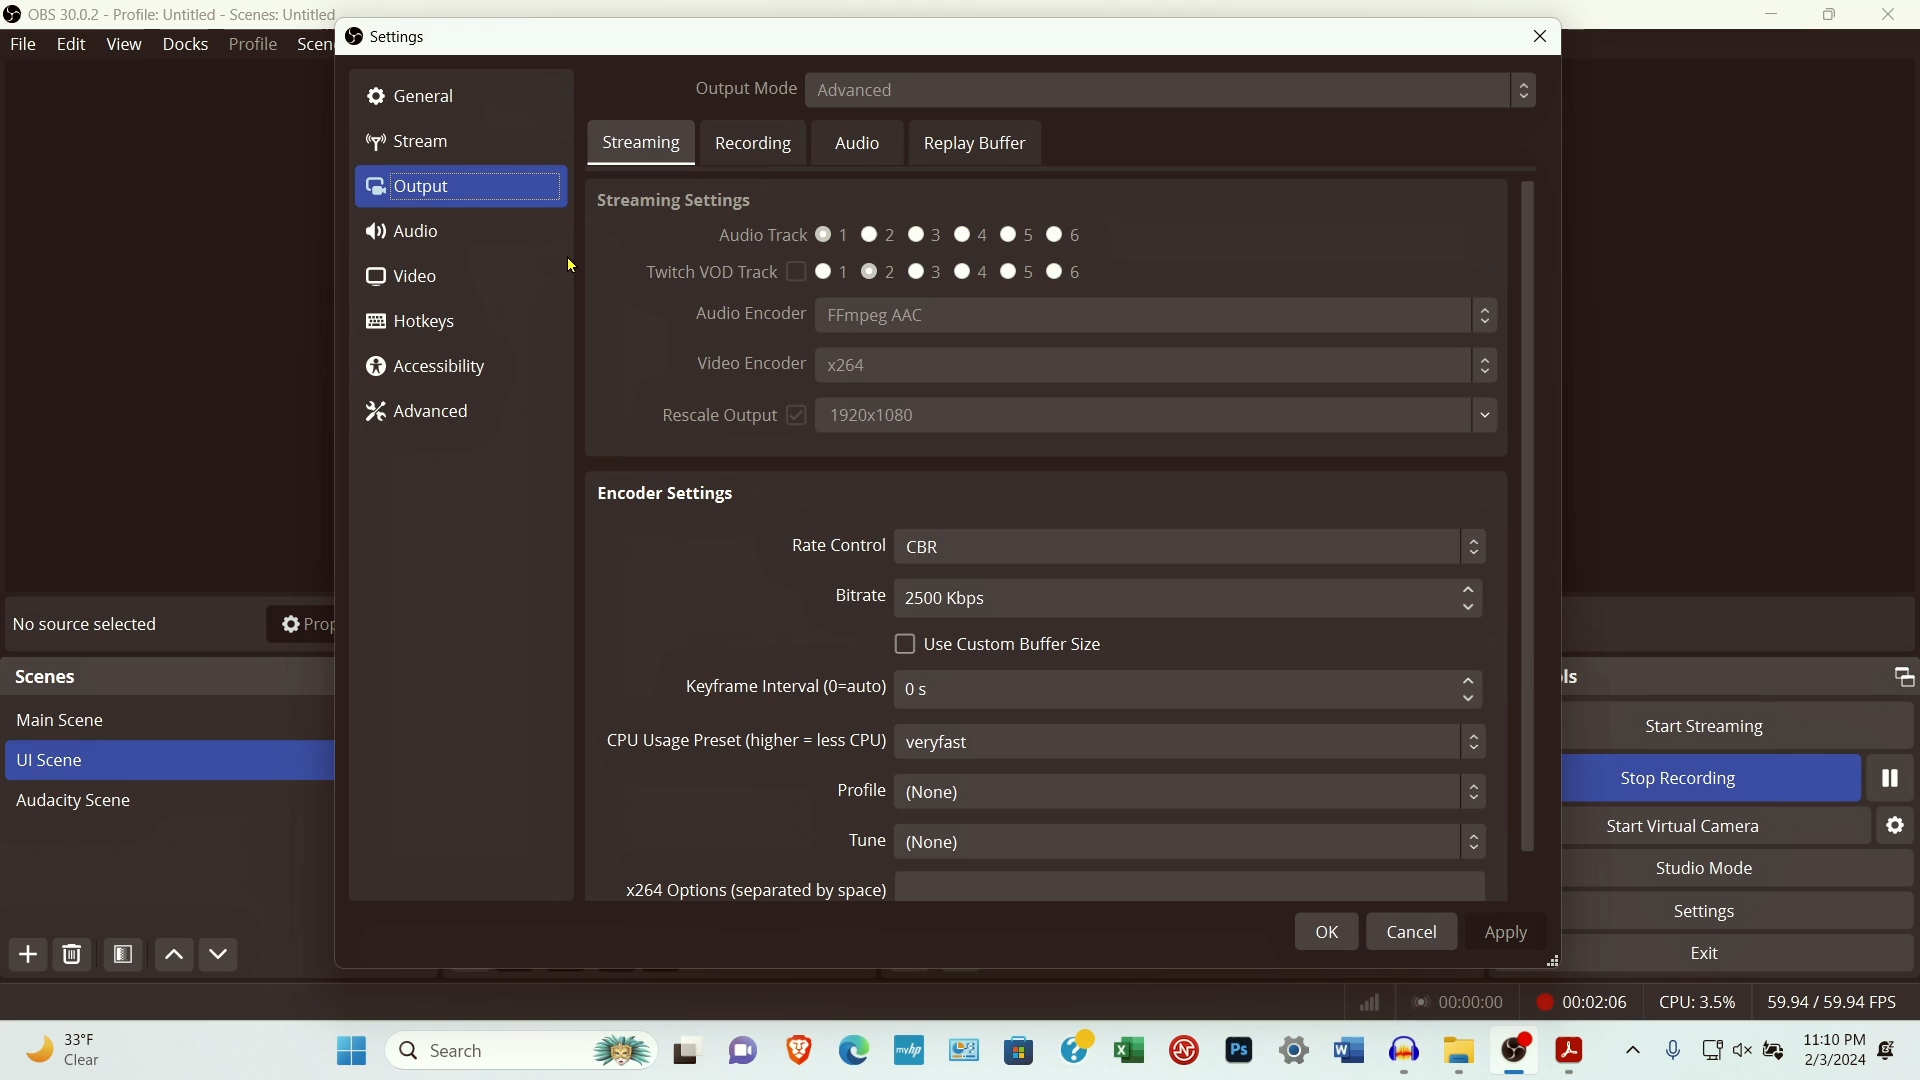 OBS 30.0.2 - Profile: Untitled - Scenes: Untitled
File Edit View Docks Profile Scen
Settings
General
Stream
Output
Audio
Video
Hotkeys
Accessibility
Advanced
Output Mode Advanced
Streaming Recording Audio Replay Buffer
Streaming Settings
Audio Track 1 2 3 4 5 6
Twitch VOD Track 1 2 3 4 5 6
Audio Encoder FFmpeg AAC
Video Encoder x264
Rescale Output 1920x1080
Encoder Settings
Rate Control CBR
Bitrate 2500 Kbps
Use Custom Buffer Size
Keyframe Interval (0=auto) 0 s
CPU Usage Preset (higher = less CPU) veryfast
Profile (None)
Tune (None)
x264 Options (separated by space)
OK Cancel Apply
No source selected Prop
Scenes
Main Scene
UI Scene
Audacity Scene
ls
Start Streaming
Stop Recording
Start Virtual Camera
Studio Mode
Settings
Exit
00:00:00 00:02:06 CPU: 3.5% 59.94 / 59.94 FPS
33°F
Clear
Search
myhp
Ps
11:10 PM
2/3/2024